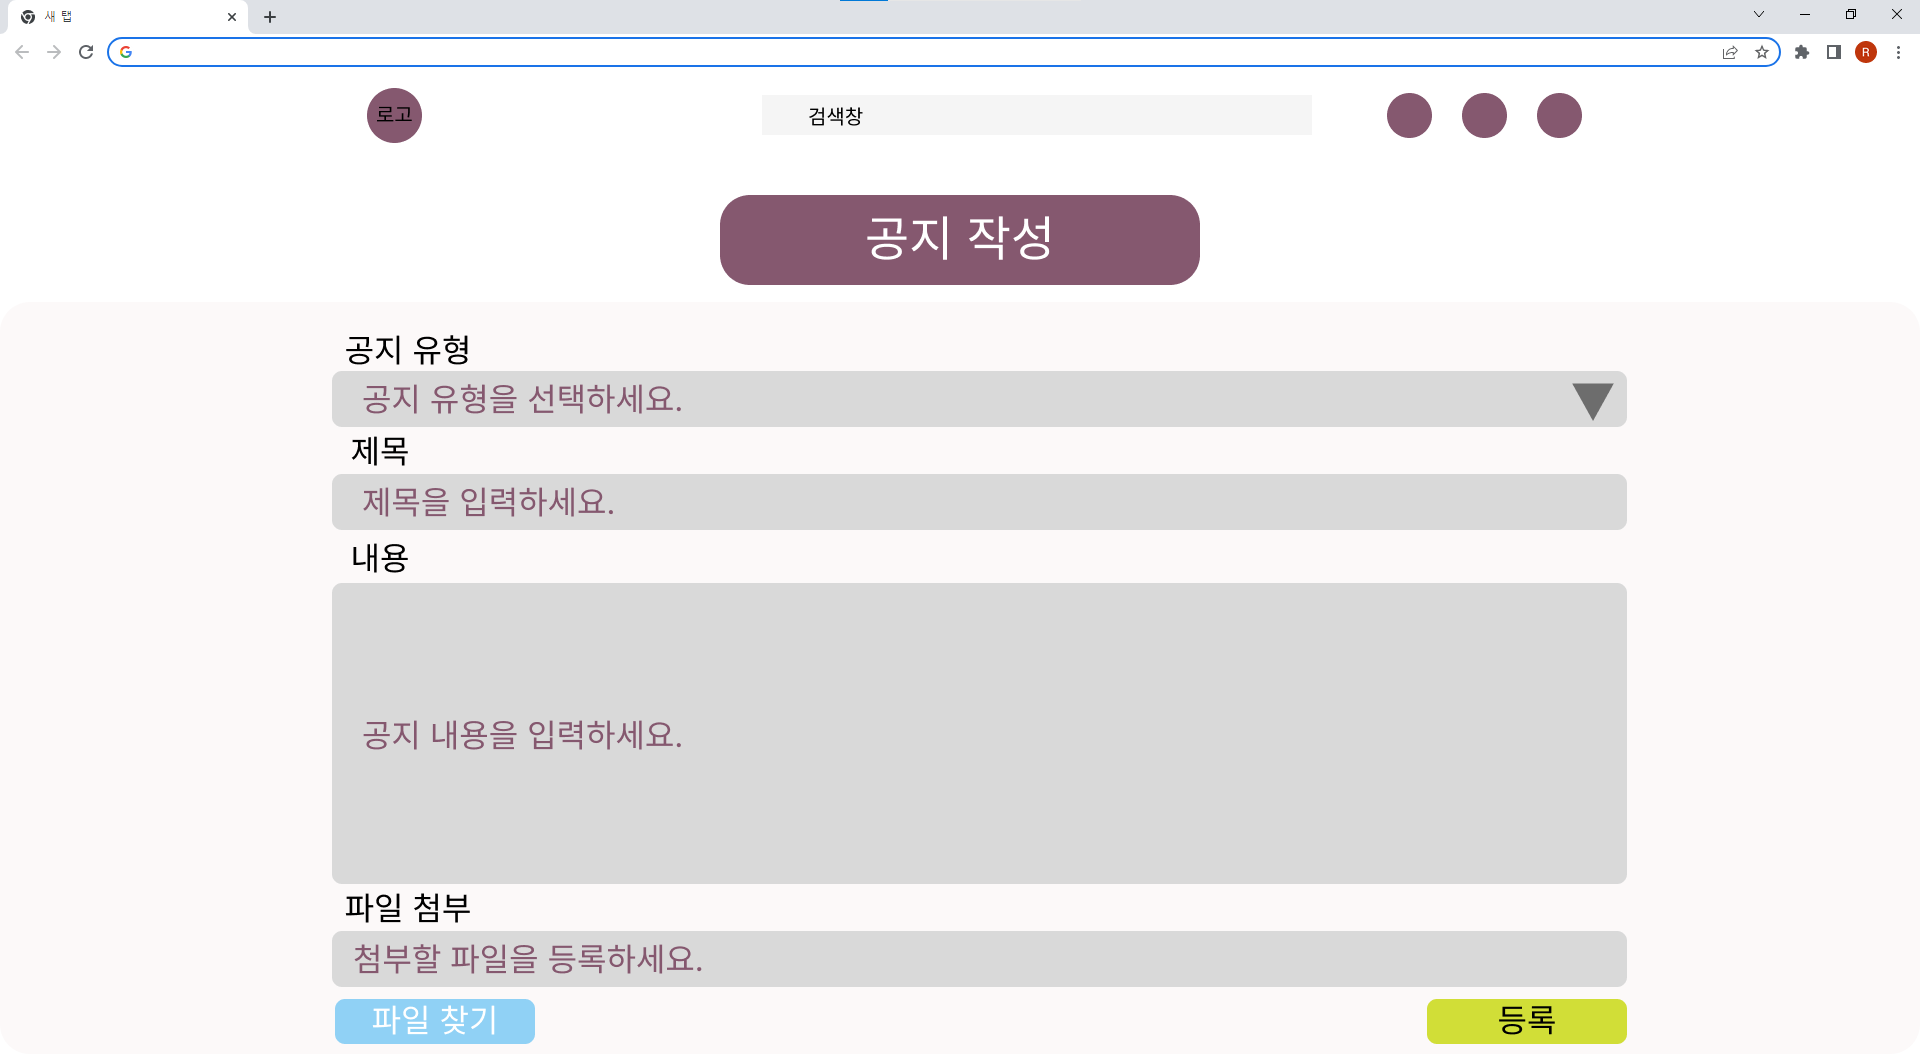 새 탭
R
로고
검색창
공지 작성
공지 유형
공지 유형을 선택하세요.
제목
제목을 입력하세요.
내용
공지 내용을 입력하세요.
파일 첨부
첨부할 파일을 등록하세요.
파일 찾기
등록